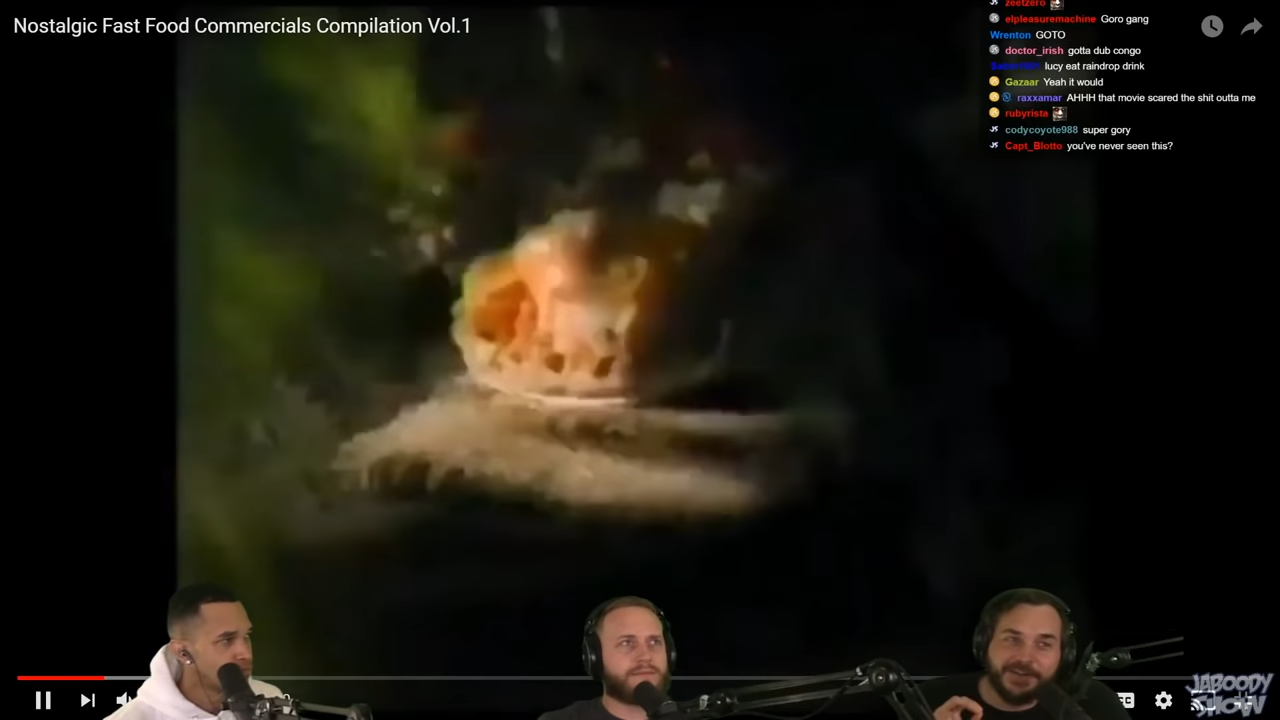 Nostalgic Fast Food Commercials Compilation Vol.1
zeetzero
elpleasuremachine Goro gang
Wrenton GOTO
doctor_irish gotta dub congo
lucy eat raindrop drink
Gazaar Yeah it would
raxxamar AHHH that movie scared the shit outta me
rubyrista
codycoyote988 super gory
Capt_Blotto you've never seen this?
CC
JABOODY
SHOW